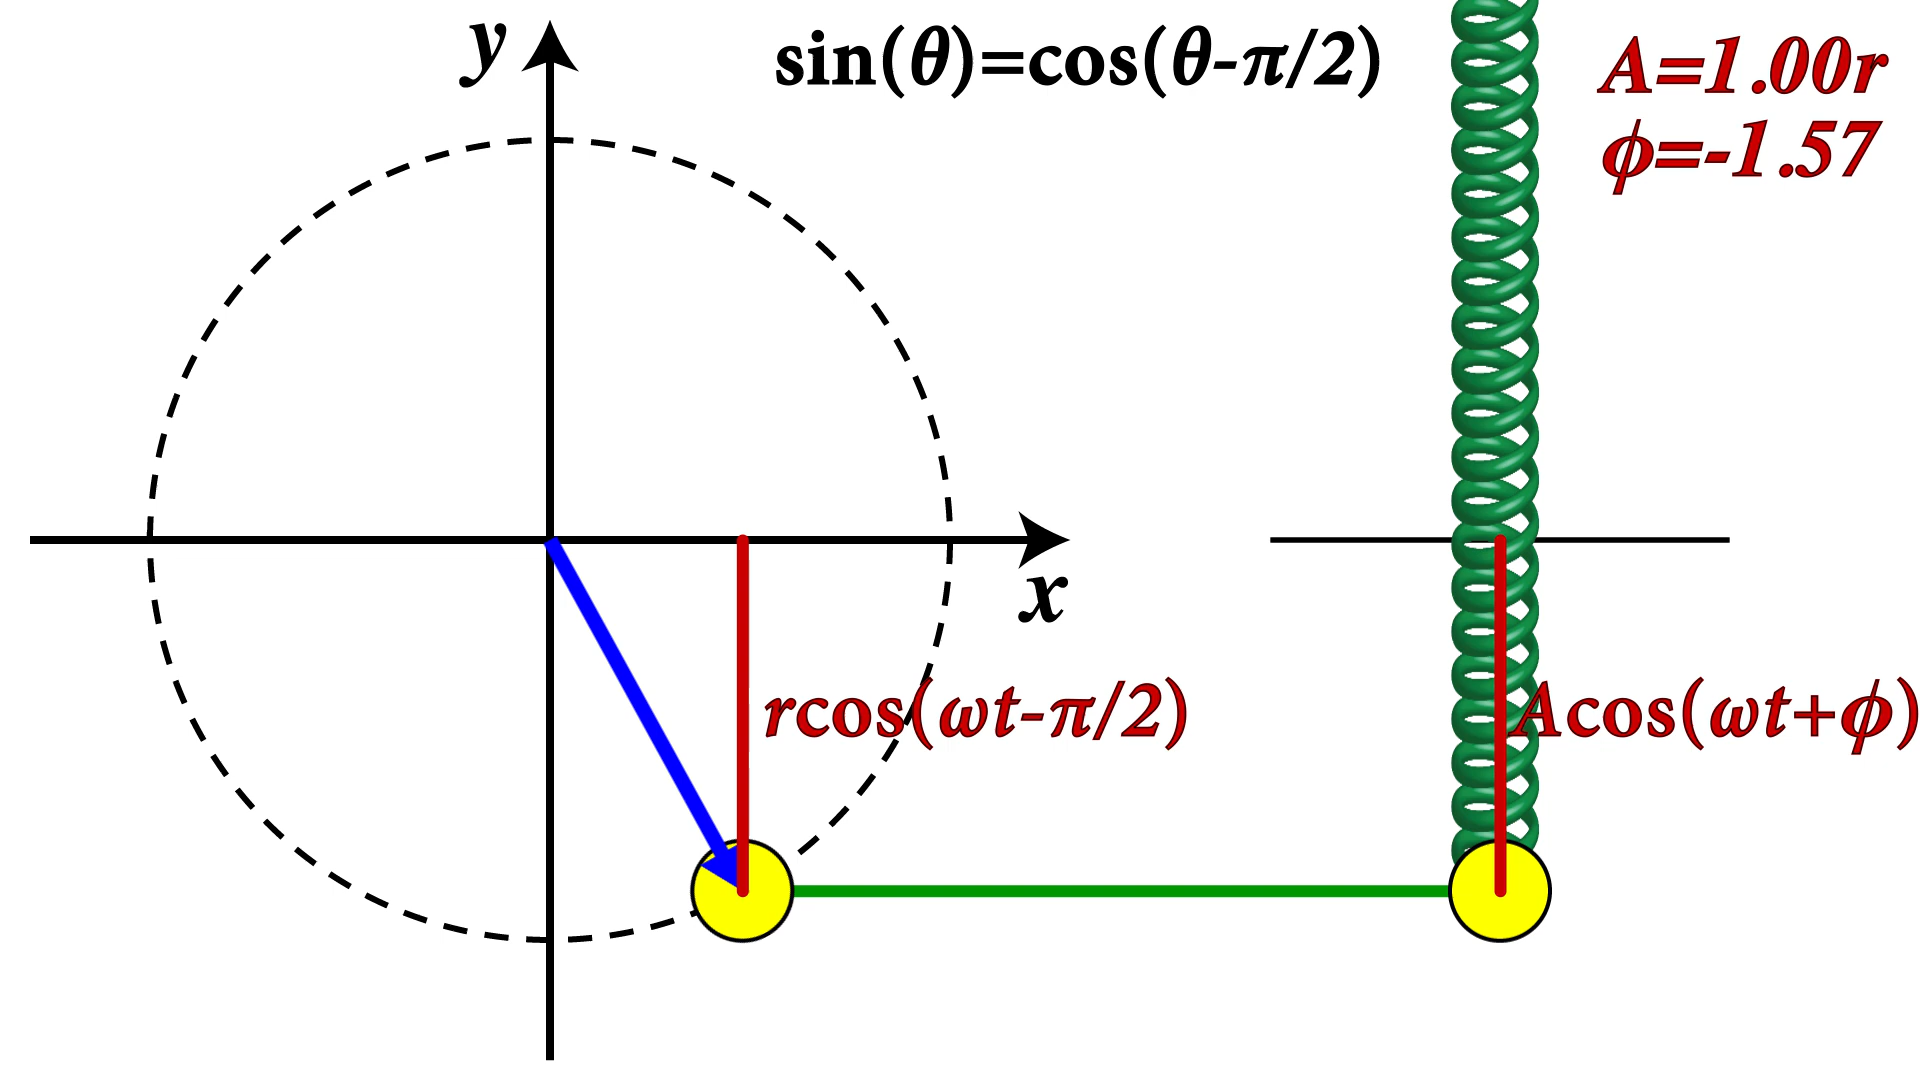 y
sin(θ)=cos(θ-π/2)
A=1.00r
ϕ=-1.57
x
rcos(ωt-π/2)
Acos(ωt+ϕ)